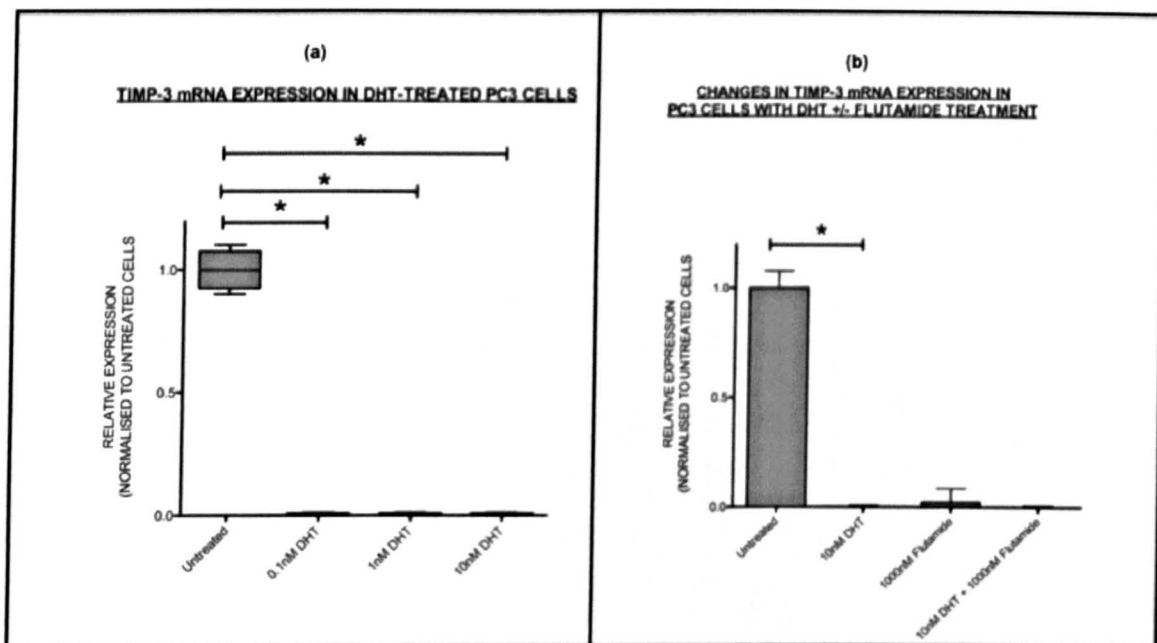 (a)
TIMP-3 mRNA EXPRESSION IN DHT-TREATED PC3 CELLS
*
*
*
RELATIVE EXPRESSION
(NORMALISED TO UNTREATED CELLS
1.0
0.5
0.0
Untreated
0.1nM DHT
1nM DHT
10nM DHT
(b)
CHANGES IN TIMP-3 mRNA EXPRESSION IN
PC3 CELLS WITH DHT +/- FLUTAMIDE TREATMENT
*
RELATIVE EXPRESSION
(NORMALISED TO UNTREATED CELLS
1.0
0.5
0.0
Untreated
10nM DHT
1000nM Flutamide
10nM DHT + 1000nM Flutamide